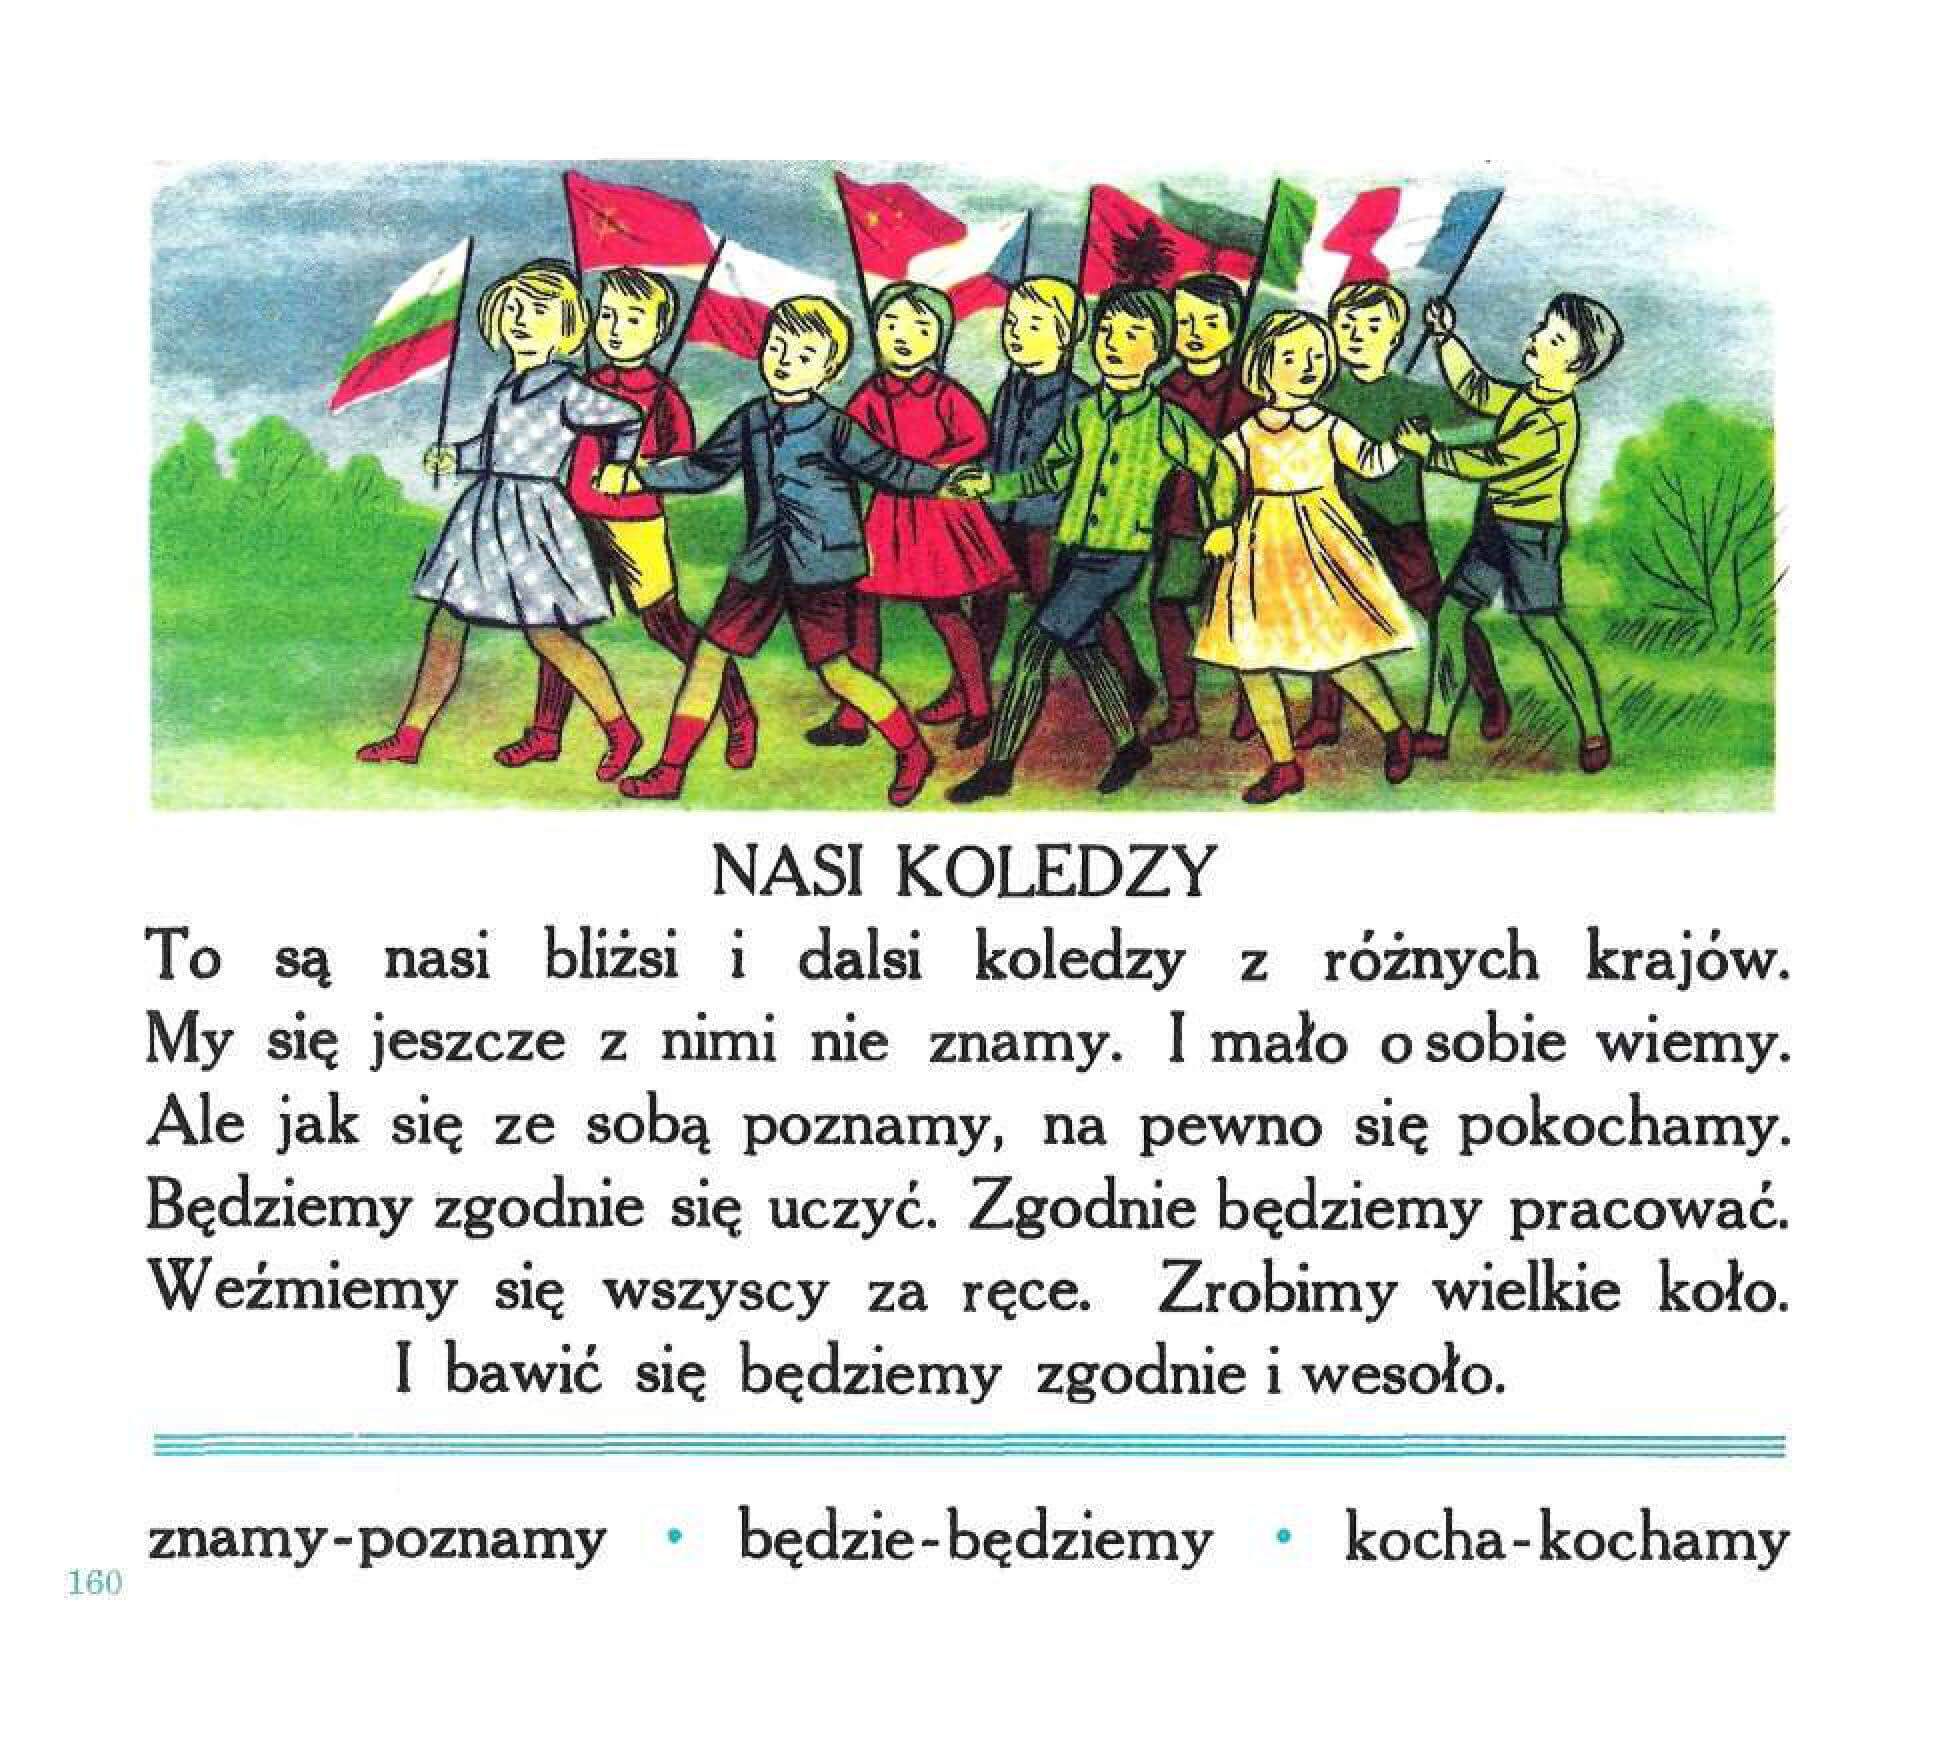 NASI KOLEDZY
To są nasi bliżsi i dalsi koledzy z różnych krajów.
My się jeszcze z nimi nie znamy. I mało o sobie wiemy.
Ale jak się ze sobą poznamy, na pewno się pokochamy.
Będziemy zgodnie się uczyć. Zgodnie będziemy pracować.
Weźmiemy się wszyscy za ręce. Zrobimy wielkie koło.
I bawić się będziemy zgodnie i wesoło.
znamy-poznamy • będzie-będziemy • kocha-kochamy
160